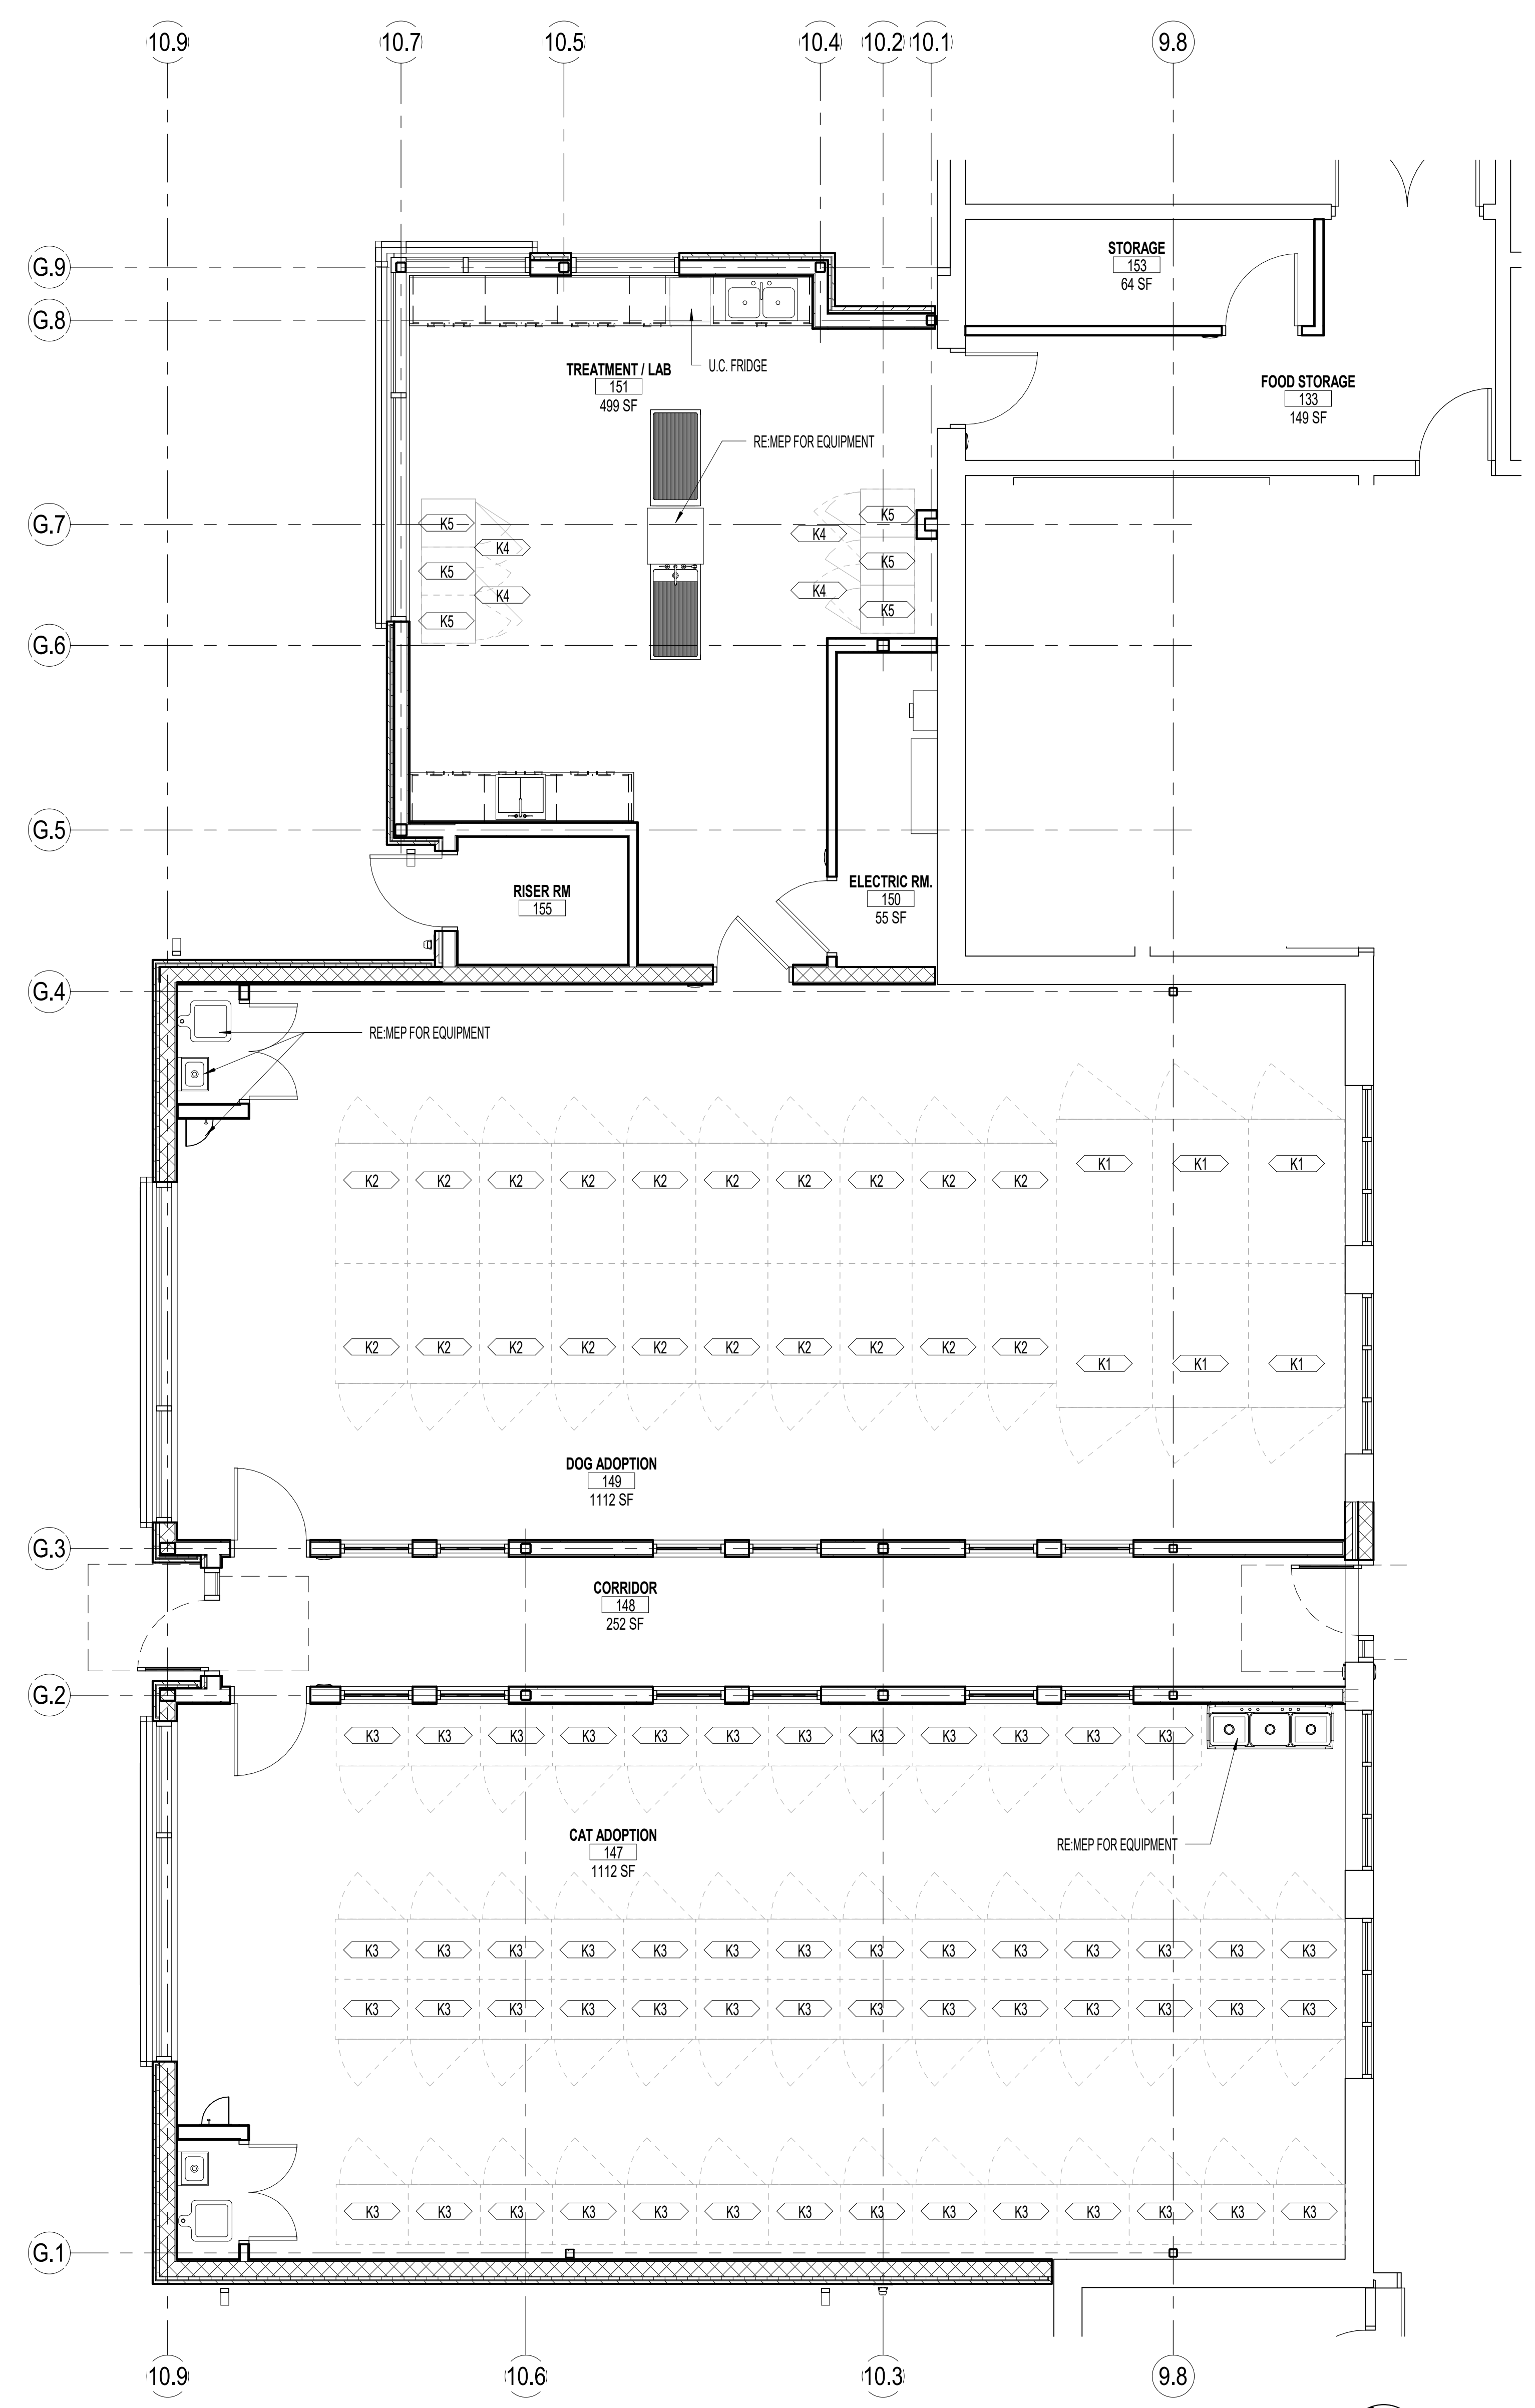 10.9 10.7 10.5 10.4 10.2 10.1 9.8
STORAGE
G.9
153
64 SF
G.8
TREATMENT / LAB
U.C. FRIDGE
151
499 SF
FOOD STORAGE
133
149 SF
RE:MEP FOR EQUIPMENT
K5
G.7
K5
K4
K4
K5
K5
K4
K4
K5
K5
G.6
G.5
ELECTRIC RM.
RISER RM
150
155
55 SF
G.4
RE:MEP FOR EQUIPMENT
K1 K1 K1
K2 K2 K2 K2 K2 K2 K2 K2 K2 K2
K2 K2 K2 K2 K2 K2 K2 K2 K2 K2
K1 K1 K1
DOG ADOPTION
149
1112 SF
G.3
CORRIDOR
148
252 SF
G.2
K3 K3 K3 K3 K3 K3 K3 K3 K3 K3 K3 K3
CAT ADOPTION
RE:MEP FOR EQUIPMENT
147
1112 SF
K3 K3 K3 K3 K3 K3 K3 K3 K3 K3 K3 K3 K3 K3
K3 K3 K3 K3 K3 K3 K3 K3 K3 K3 K3 K3 K3 K3
K3 K3 K3 K3 K3 K3 K3 K3 K3 K3 K3 K3 K3 K3
G.1
10.9 10.6 10.3 9.8